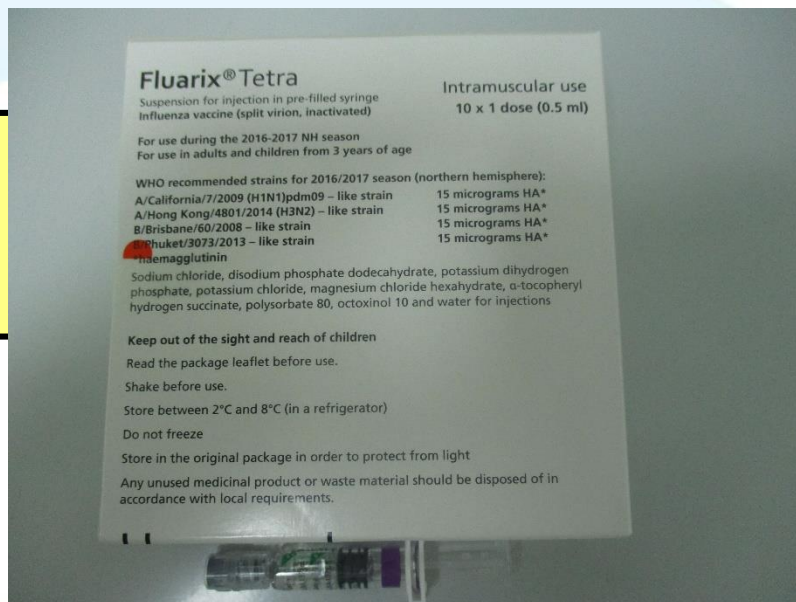 Fluarix® Tetra
Suspension for injection in pre-filled syringe
Influenza vaccine (split virion, inactivated)
Intramuscular use
10 x 1 dose (0.5 ml)
For use during the 2016-2017 NH season
For use in adults and children from 3 years of age
WHO recommended strains for 2016/2017 season (northern hemisphere):
A/California/7/2009 (H1N1)pdm09 – like strain 15 micrograms HA*
A/Hong Kong/4801/2014 (H3N2) – like strain 15 micrograms HA*
B/Brisbane/60/2008 – like strain 15 micrograms HA*
B/Phuket/3073/2013 – like strain 15 micrograms HA*
*haemagglutinin
Sodium chloride, disodium phosphate dodecahydrate, potassium dihydrogen
phosphate, potassium chloride, magnesium chloride hexahydrate, α-tocopheryl
hydrogen succinate, polysorbate 80, octoxinol 10 and water for injections
Keep out of the sight and reach of children
Read the package leaflet before use.
Shake before use.
Store between 2°C and 8°C (in a refrigerator)
Do not freeze
Store in the original package in order to protect from light
Any unused medicinal product or waste material should be disposed of in
accordance with local requirements.